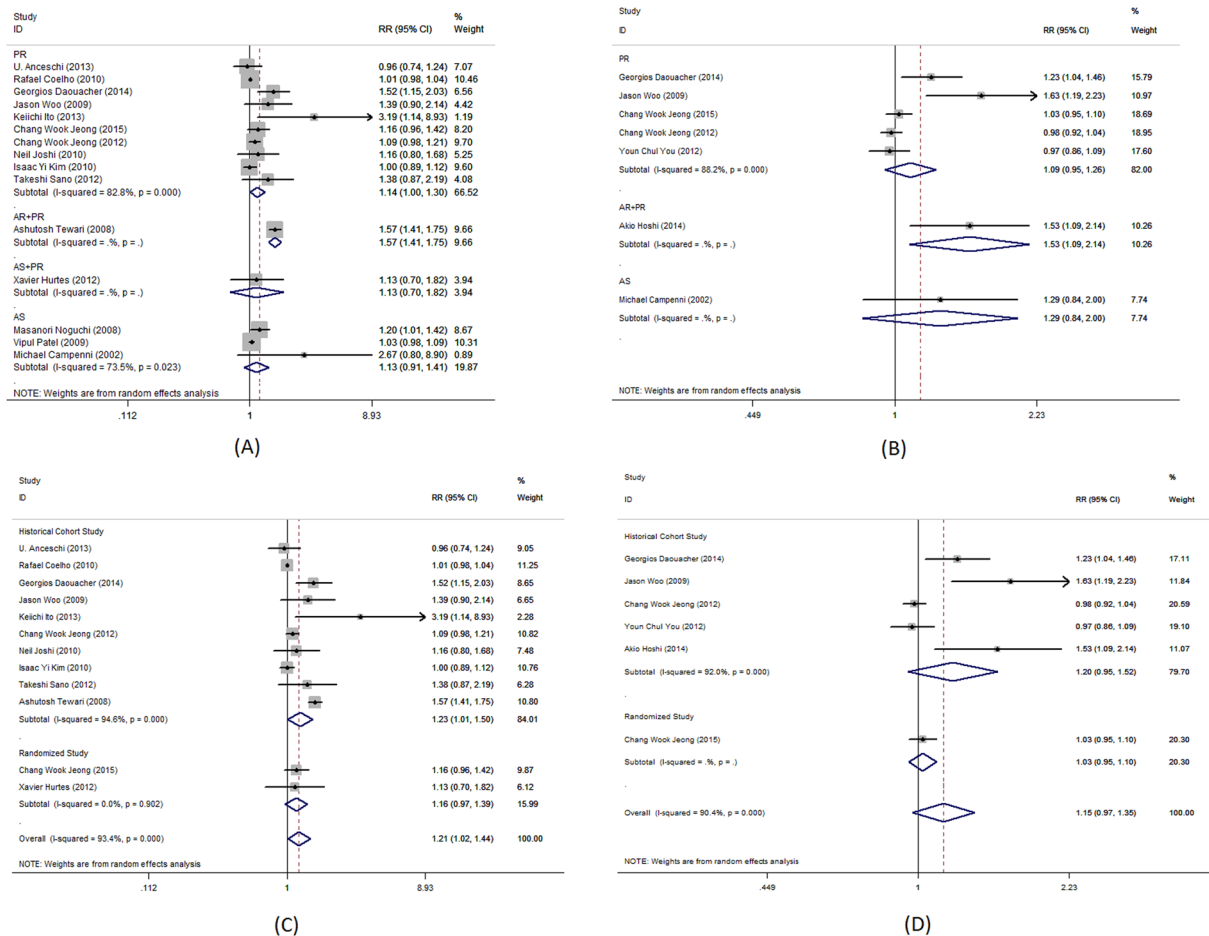 Study %
ID RR (95% CI) Weight
PR
U. Anceschi (2013) 0.96 (0.74, 1.24) 7.07
Rafael Coelho (2010) 1.01 (0.98, 1.04) 10.46
Georgios Daouacher (2014) 1.52 (1.15, 2.03) 6.56
Jason Woo (2009) 1.39 (0.90, 2.14) 4.42
Keiichi Ito (2013) 3.19 (1.14, 8.93) 1.19
Chang Wook Jeong (2015) 1.16 (0.96, 1.42) 8.20
Chang Wook Jeong (2012) 1.09 (0.98, 1.21) 9.70
Neil Joshi (2010) 1.16 (0.80, 1.68) 5.25
Isaac Yi Kim (2010) 1.00 (0.89, 1.12) 9.60
Takeshi Sano (2012) 1.38 (0.87, 2.19) 4.08
Subtotal (I-squared = 82.8%, p = 0.000) 1.14 (1.00, 1.30) 66.52
.
AR+PR
Ashutosh Tewari (2008) 1.57 (1.41, 1.75) 9.66
Subtotal (I-squared = .%, p = .) 1.57 (1.41, 1.75) 9.66
.
AS+PR
Xavier Hurtes (2012) 1.13 (0.70, 1.82) 3.94
Subtotal (I-squared = .%, p = .) 1.13 (0.70, 1.82) 3.94
.
AS
Masanori Noguchi (2008) 1.20 (1.01, 1.42) 8.67
Vipul Patel (2009) 1.03 (0.98, 1.09) 10.31
Michael Campenni (2002) 2.67 (0.80, 8.90) 0.89
Subtotal (I-squared = 73.5%, p = 0.023) 1.13 (0.91, 1.41) 19.87
.
NOTE: Weights are from random effects analysis
.112 1 8.93
(A)
Study %
ID RR (95% CI) Weight
PR
Georgios Daouacher (2014) 1.23 (1.04, 1.46) 15.79
Jason Woo (2009) 1.63 (1.19, 2.23) 10.97
Chang Wook Jeong (2015) 1.03 (0.95, 1.10) 18.69
Chang Wook Jeong (2012) 0.98 (0.92, 1.04) 18.95
Youn Chul You (2012) 0.97 (0.86, 1.09) 17.60
Subtotal (I-squared = 88.2%, p = 0.000) 1.09 (0.95, 1.26) 82.00
.
AR+PR
Akio Hoshi (2014) 1.53 (1.09, 2.14) 10.26
Subtotal (I-squared = .%, p = .) 1.53 (1.09, 2.14) 10.26
.
AS
Michael Campenni (2002) 1.29 (0.84, 2.00) 7.74
Subtotal (I-squared = .%, p = .) 1.29 (0.84, 2.00) 7.74
.
NOTE: Weights are from random effects analysis
.449 1 2.23
(B)
Study %
ID RR (95% CI) Weight
Historical Cohort Study
U. Anceschi (2013) 0.96 (0.74, 1.24) 9.05
Rafael Coelho (2010) 1.01 (0.98, 1.04) 11.25
Georgios Daouacher (2014) 1.52 (1.15, 2.03) 8.65
Jason Woo (2009) 1.39 (0.90, 2.14) 6.65
Keiichi Ito (2013) 3.19 (1.14, 8.93) 2.28
Chang Wook Jeong (2012) 1.09 (0.98, 1.21) 10.82
Neil Joshi (2010) 1.16 (0.80, 1.68) 7.48
Isaac Yi Kim (2010) 1.00 (0.89, 1.12) 10.76
Takeshi Sano (2012) 1.38 (0.87, 2.19) 6.28
Ashutosh Tewari (2008) 1.57 (1.41, 1.75) 10.80
Subtotal (I-squared = 94.6%, p = 0.000) 1.23 (1.01, 1.50) 84.01
.
Randomized Study
Chang Wook Jeong (2015) 1.16 (0.96, 1.42) 9.87
Xavier Hurtes (2012) 1.13 (0.70, 1.82) 6.12
Subtotal (I-squared = 0.0%, p = 0.902) 1.16 (0.97, 1.39) 15.99
.
Overall (I-squared = 93.4%, p = 0.000) 1.21 (1.02, 1.44) 100.00
NOTE: Weights are from random effects analysis
.112 1 8.93
(C)
Study %
ID RR (95% CI) Weight
Historical Cohort Study
Georgios Daouacher (2014) 1.23 (1.04, 1.46) 17.11
Jason Woo (2009) 1.63 (1.19, 2.23) 11.84
Chang Wook Jeong (2012) 0.98 (0.92, 1.04) 20.59
Youn Chul You (2012) 0.97 (0.86, 1.09) 19.10
Akio Hoshi (2014) 1.53 (1.09, 2.14) 11.07
Subtotal (I-squared = 92.0%, p = 0.000) 1.20 (0.95, 1.52) 79.70
.
Randomized Study
Chang Wook Jeong (2015) 1.03 (0.95, 1.10) 20.30
Subtotal (I-squared = .%, p = .) 1.03 (0.95, 1.10) 20.30
.
Overall (I-squared = 90.4%, p = 0.000) 1.15 (0.97, 1.35) 100.00
NOTE: Weights are from random effects analysis
.449 1 2.23
(D)